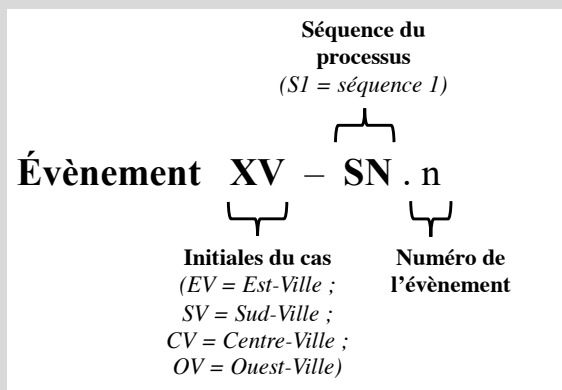 Séquence du
processus
(S1 = séquence 1)
Évènement XV – SN . n
Initiales du cas
(EV = Est-Ville ;
SV = Sud-Ville ;
CV = Centre-Ville ;
OV = Ouest-Ville)
Numéro de
l'évènement